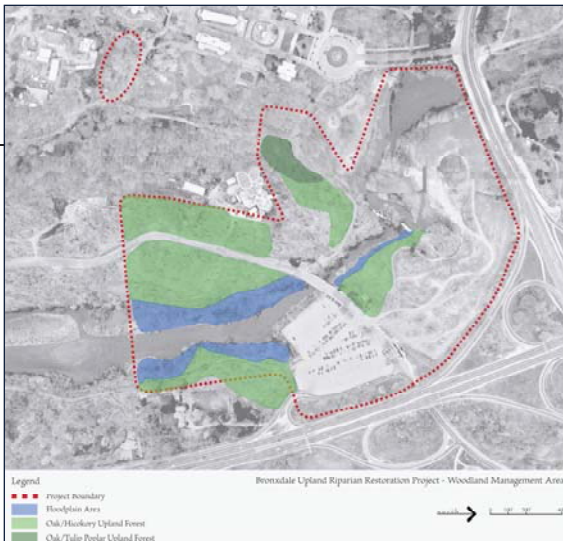 Legend
Bronxdale Upland Riparian Restoration Project - Woodland Management Area
Project Boundary
Floodplain Area
Oak/Hicokory Upland Forest
Oak/Tulip Poplar Upland Forest